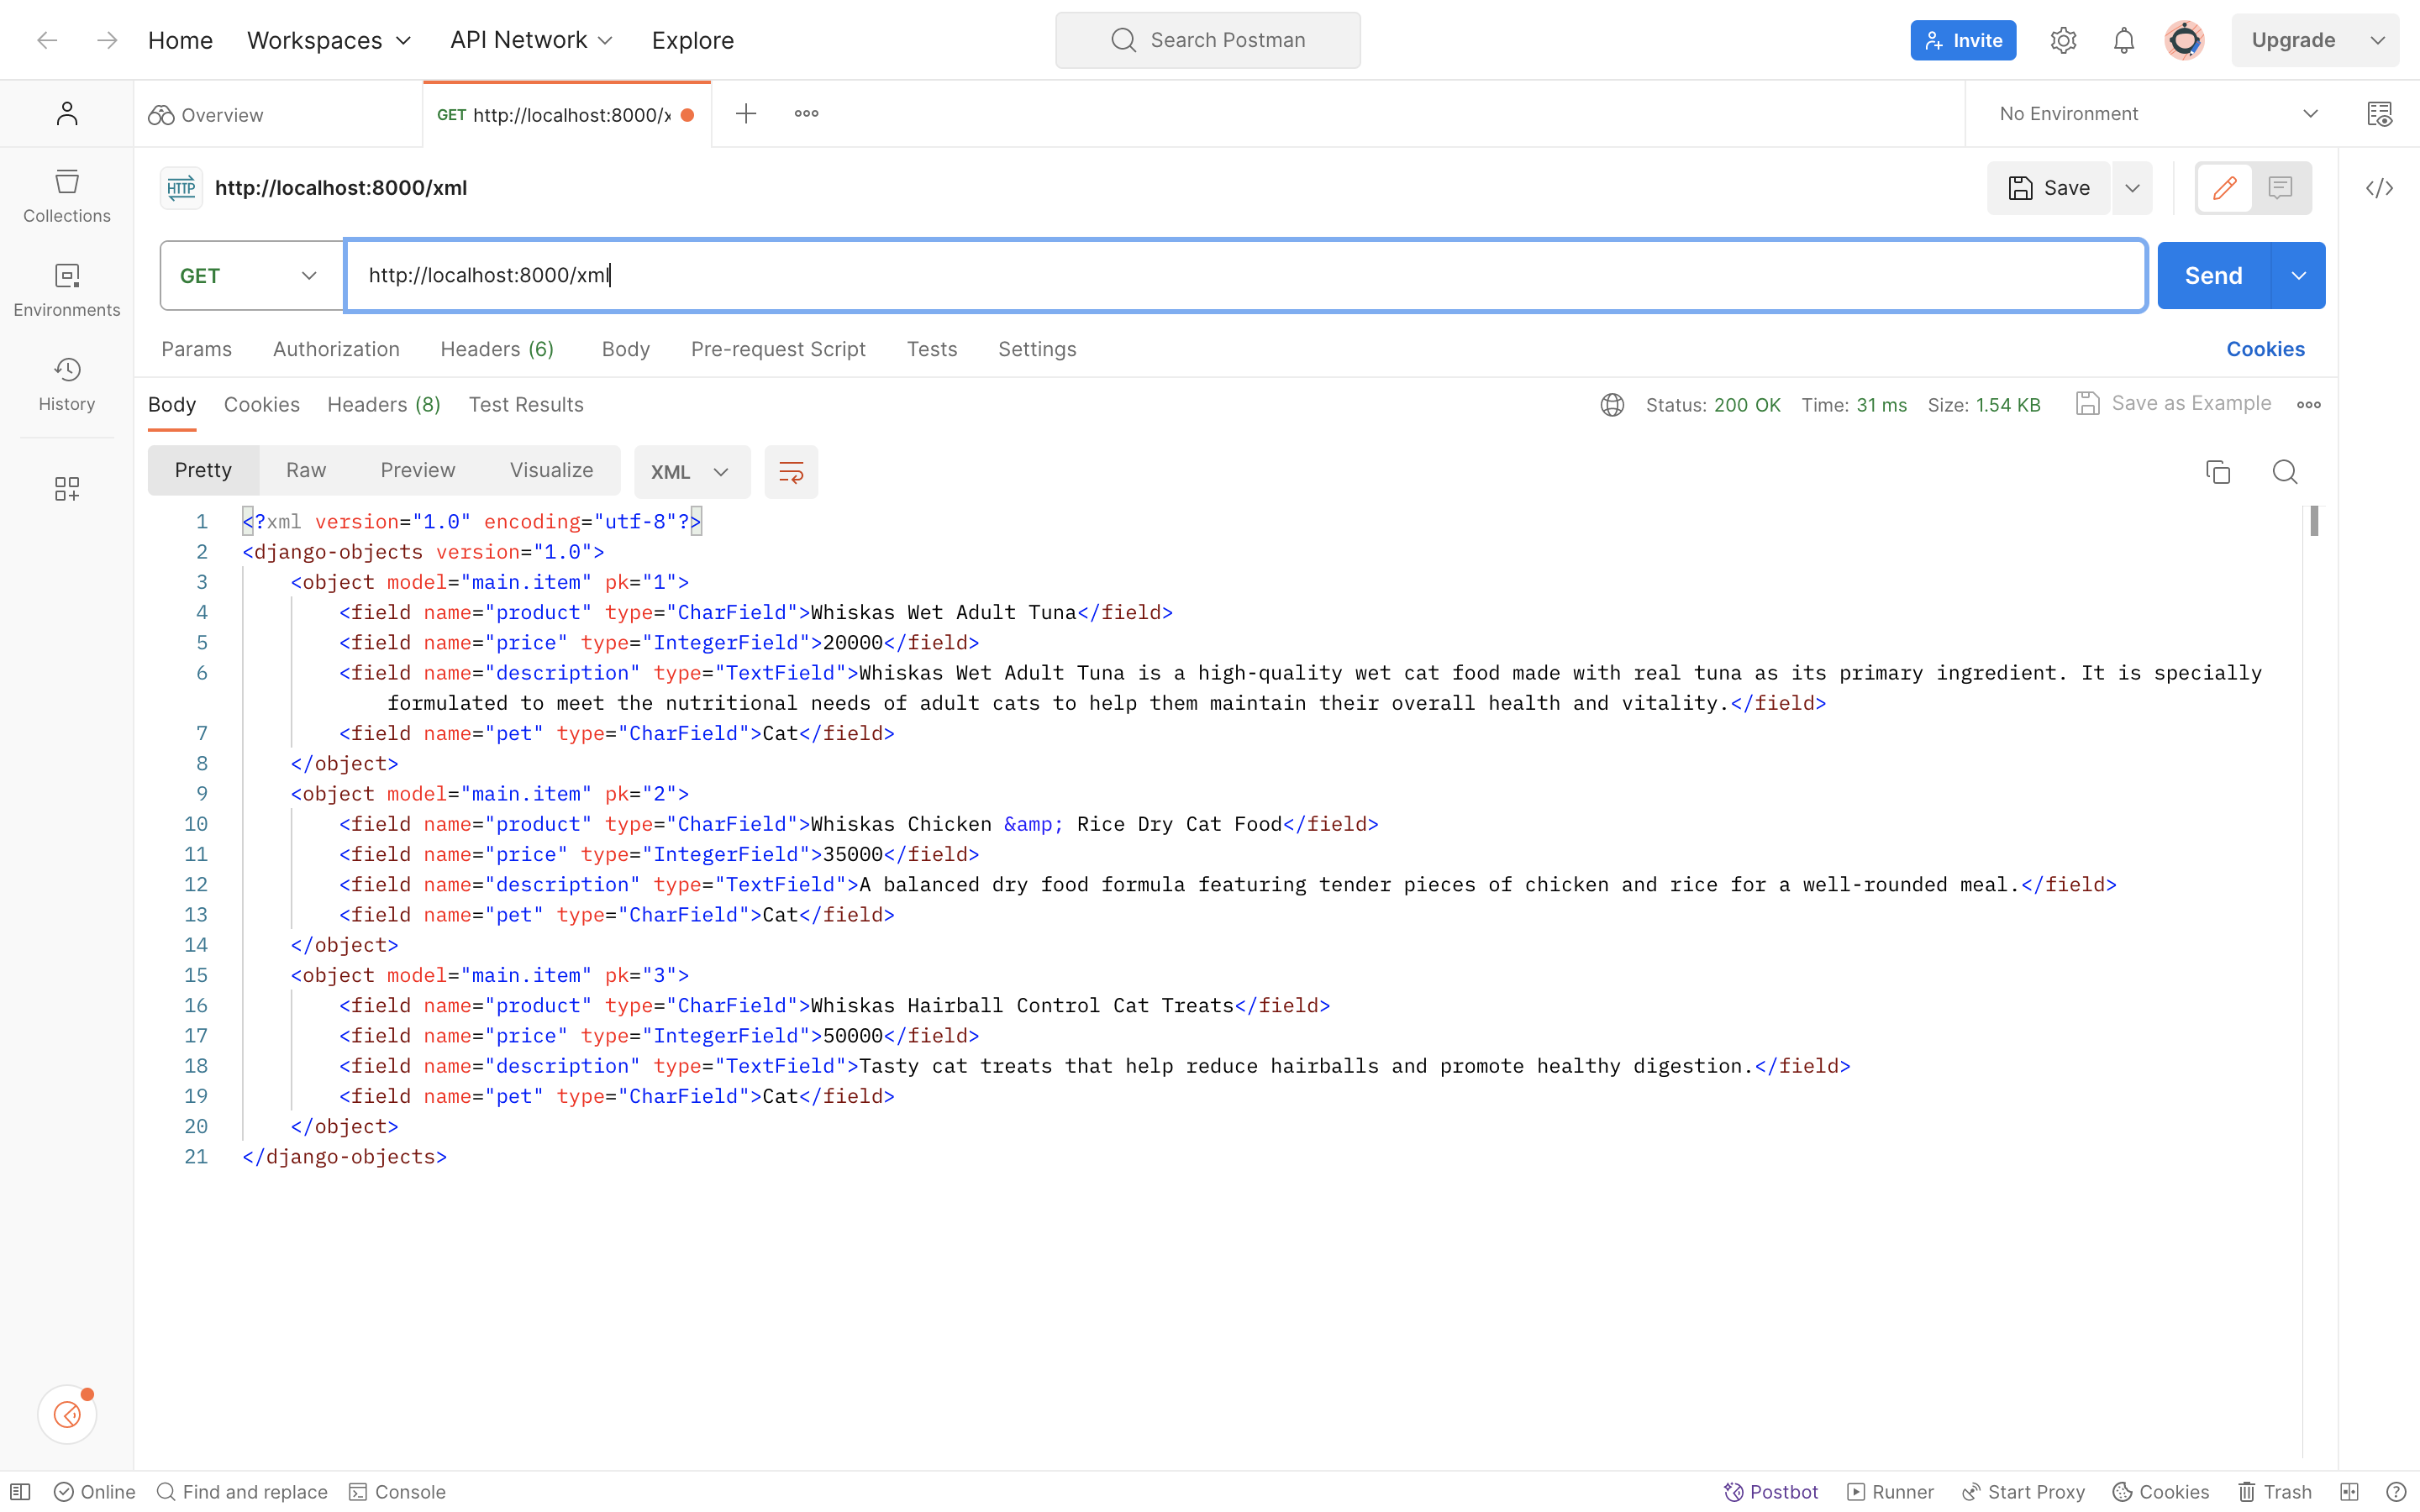 Home Workspaces API Network Explore Search Postman Invite Upgrade
Overview GET http://localhost:8000/x No Environment
HTTP http://localhost:8000/xml Save
GET http://localhost:8000/xml Send
Params Authorization Headers (6) Body Pre-request Script Tests Settings Cookies
Collections
Environments
History
Body Cookies Headers (8) Test Results Status: 200 OK Time: 31 ms Size: 1.54 KB Save as Example
Pretty Raw Preview Visualize XML
1 <?xml version="1.0" encoding="utf-8"?>
2 <django-objects version="1.0">
3 <object model="main.item" pk="1">
4 <field name="product" type="CharField">Whiskas Wet Adult Tuna</field>
5 <field name="price" type="IntegerField">20000</field>
6 <field name="description" type="TextField">Whiskas Wet Adult Tuna is a high-quality wet cat food made with real tuna as its primary ingredient. It is specially
formulated to meet the nutritional needs of adult cats to help them maintain their overall health and vitality.</field>
7 <field name="pet" type="CharField">Cat</field>
8 </object>
9 <object model="main.item" pk="2">
10 <field name="product" type="CharField">Whiskas Chicken &amp; Rice Dry Cat Food</field>
11 <field name="price" type="IntegerField">35000</field>
12 <field name="description" type="TextField">A balanced dry food formula featuring tender pieces of chicken and rice for a well-rounded meal.</field>
13 <field name="pet" type="CharField">Cat</field>
14 </object>
15 <object model="main.item" pk="3">
16 <field name="product" type="CharField">Whiskas Hairball Control Cat Treats</field>
17 <field name="price" type="IntegerField">50000</field>
18 <field name="description" type="TextField">Tasty cat treats that help reduce hairballs and promote healthy digestion.</field>
19 <field name="pet" type="CharField">Cat</field>
20 </object>
21 </django-objects>
Online Find and replace Console Postbot Runner Start Proxy Cookies Trash